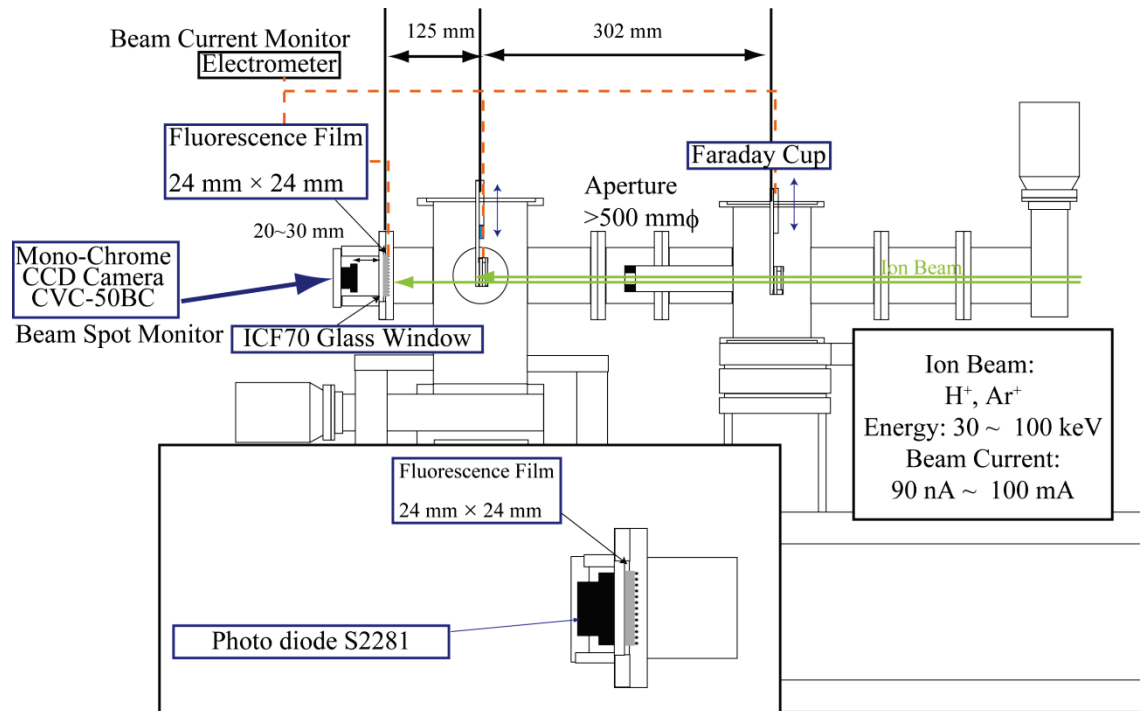 125 mm
302 mm
Beam Current Monitor
Electrometer
Fluorescence Film
24 mm × 24 mm
Faraday Cup
Aperture
>500 mmϕ
20~30 mm
Mono-Chrome
CCD Camera
CVC-50BC
Ion Beam
Beam Spot Monitor
ICF70 Glass Window
Ion Beam:
H⁺, Ar⁺
Energy: 30 ~ 100 keV
Beam Current:
90 nA ~ 100 mA
Fluorescence Film
24 mm × 24 mm
Photo diode S2281